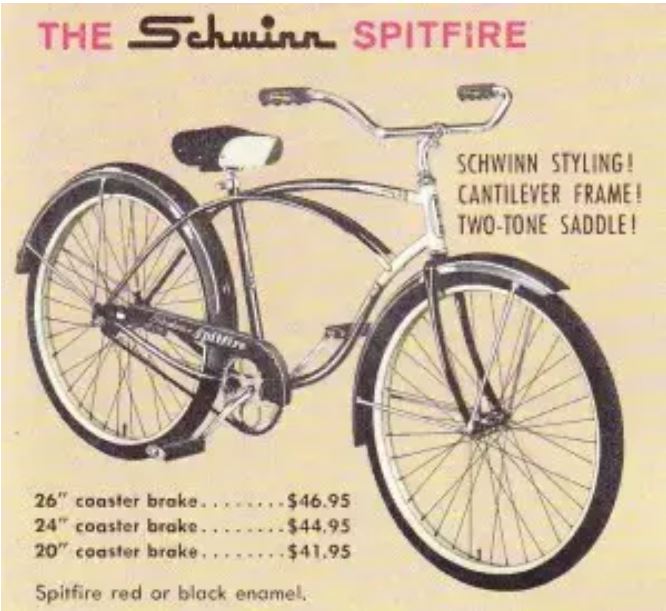 THE Schwinn SPITFIRE
SCHWINN STYLING!
CANTILEVER FRAME!
TWO-TONE SADDLE!
Spitfire
26" coaster brake........$46.95
24" coaster brake........$44.95
20" coaster brake........$41.95
Spitfire red or black enamel.